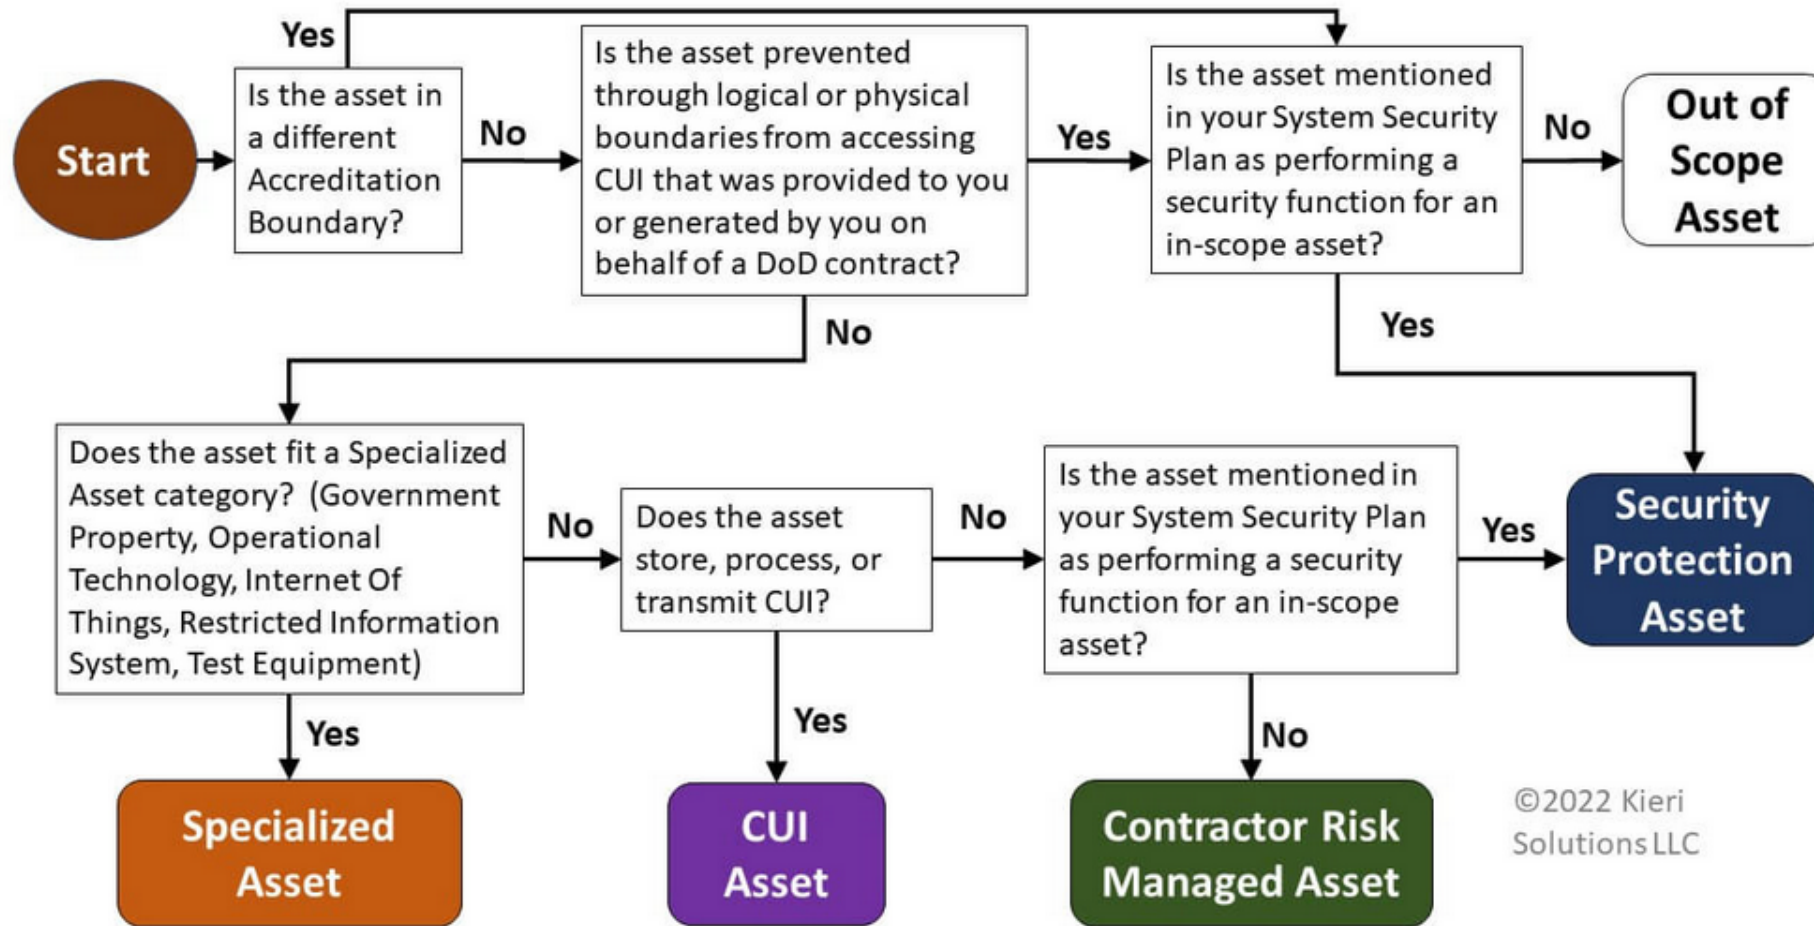 Start
Is the asset in
a different
Accreditation
Boundary?
Yes
No
Is the asset prevented
through logical or physical
boundaries from accessing
CUI that was provided to you
or generated by you on
behalf of a DoD contract?
Yes
No
Is the asset mentioned
in your System Security
Plan as performing a
security function for an
in-scope asset?
No
Yes
Out of
Scope
Asset
Does the asset fit a Specialized
Asset category? (Government
Property, Operational
Technology, Internet Of
Things, Restricted Information
System, Test Equipment)
No
Yes
Does the asset
store, process, or
transmit CUI?
No
Yes
Is the asset mentioned in
your System Security Plan
as performing a security
function for an in-scope
asset?
Yes
No
Security
Protection
Asset
Specialized
Asset
CUI
Asset
Contractor Risk
Managed Asset
©2022 Kieri
Solutions LLC